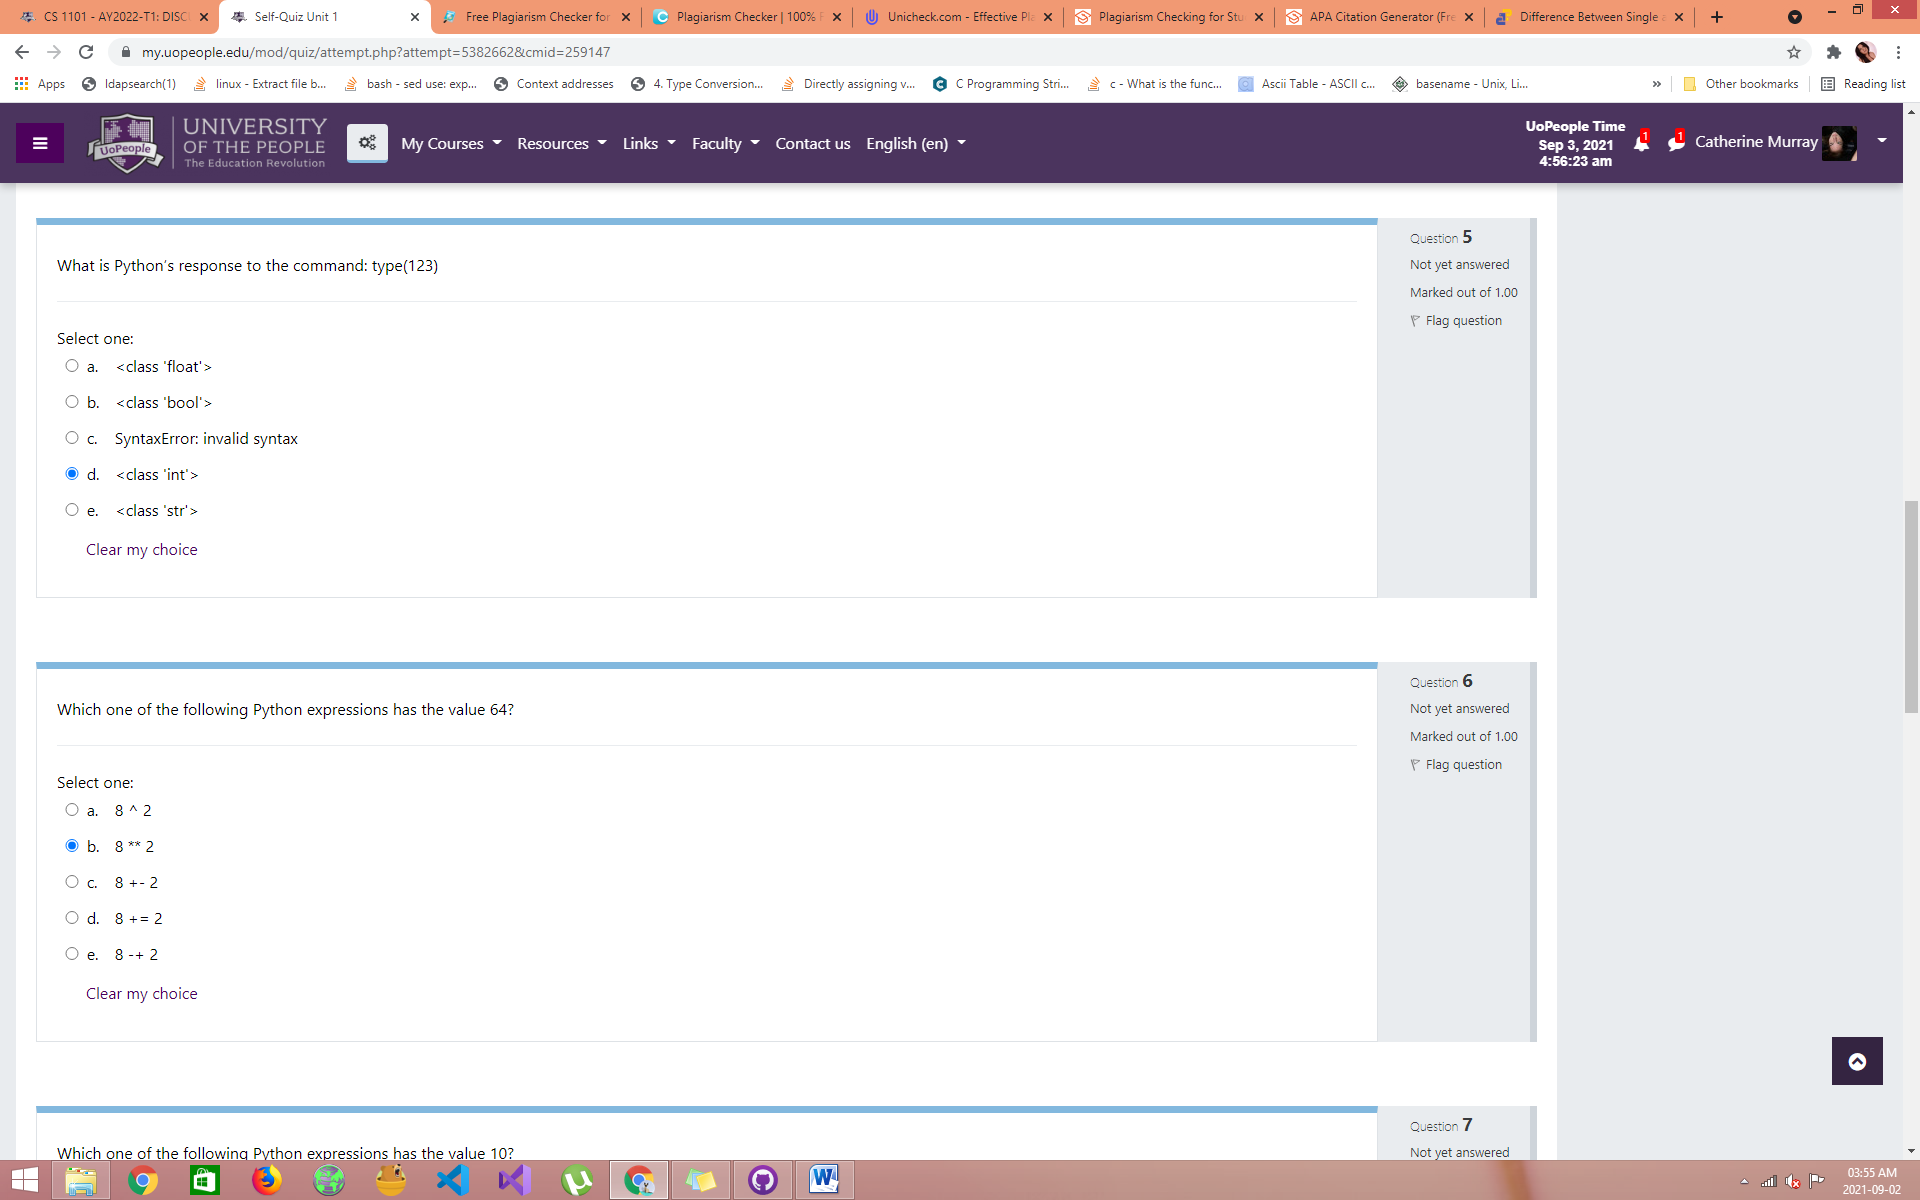 CS 1101 - AY2022-T1: DISC
Self-Quiz Unit 1
Free Plagiarism Checker for
Plagiarism Checker | 100% F
Unicheck.com - Effective Pla
Plagiarism Checking for Stu
APA Citation Generator (Fre
Difference Between Single a
my.uopeople.edu/mod/quiz/attempt.php?attempt=5382662&cmid=259147
Apps
ldapsearch(1)
linux - Extract file b...
bash - sed use: exp...
Context addresses
4. Type Conversion...
Directly assigning v...
C Programming Stri...
c - What is the func...
Ascii Table - ASCII c...
basename - Unix, Li...
»
Other bookmarks
Reading list
UoPeople
UNIVERSITY
OF THE PEOPLE
The Education Revolution
My Courses
Resources
Links
Faculty
Contact us
English (en)
UoPeople Time
Sep 3, 2021
4:56:23 am
1
1
Catherine Murray
What is Python's response to the command: type(123)
Select one:
a. <class 'float'>
b. <class 'bool'>
c. SyntaxError: invalid syntax
d. <class 'int'>
e. <class 'str'>
Clear my choice
Question 5
Not yet answered
Marked out of 1.00
Flag question
Which one of the following Python expressions has the value 64?
Select one:
a. 8 ^ 2
b. 8 ** 2
c. 8 +- 2
d. 8 += 2
e. 8 -+ 2
Clear my choice
Question 6
Not yet answered
Marked out of 1.00
Flag question
Which one of the following Python expressions has the value 10?
Question 7
Not yet answered
03:55 AM
2021-09-02